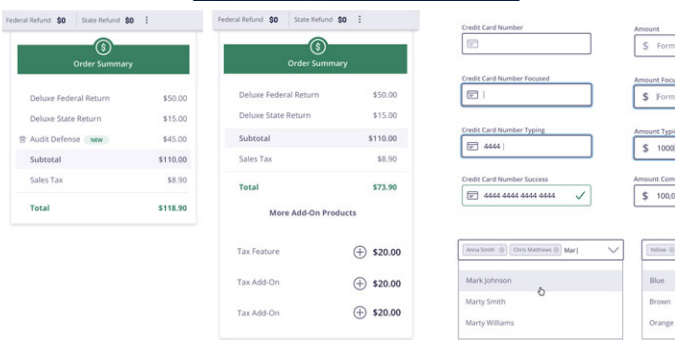 Federal Refund $0 State Refund $0
Order Summary
Deluxe Federal Return $50.00
Deluxe State Return $15.00
Audit Defense NEW $45.00
Subtotal $110.00
Sales Tax $8.90
Total $118.90
Federal Refund $0 State Refund $0
Order Summary
Deluxe Federal Return $50.00
Deluxe State Return $15.00
Subtotal $110.00
Sales Tax $8.90
Total $73.90
More Add-On Products
Tax Feature $20.00
Tax Add-On $20.00
Tax Add-On $20.00
Credit Card Number
Credit Card Number Focused
Credit Card Number Typing
4444
Credit Card Number Success
4444 4444 4444 4444
Anna Smith Chris Matthews Mar
Mark Johnson
Marty Smith
Marty Williams
Amount
$ Form
Amount Focu
$ Form
Amount Typi
$ 1000
Amount Com
$ 100,0
Yellow
Blue
Brown
Orange